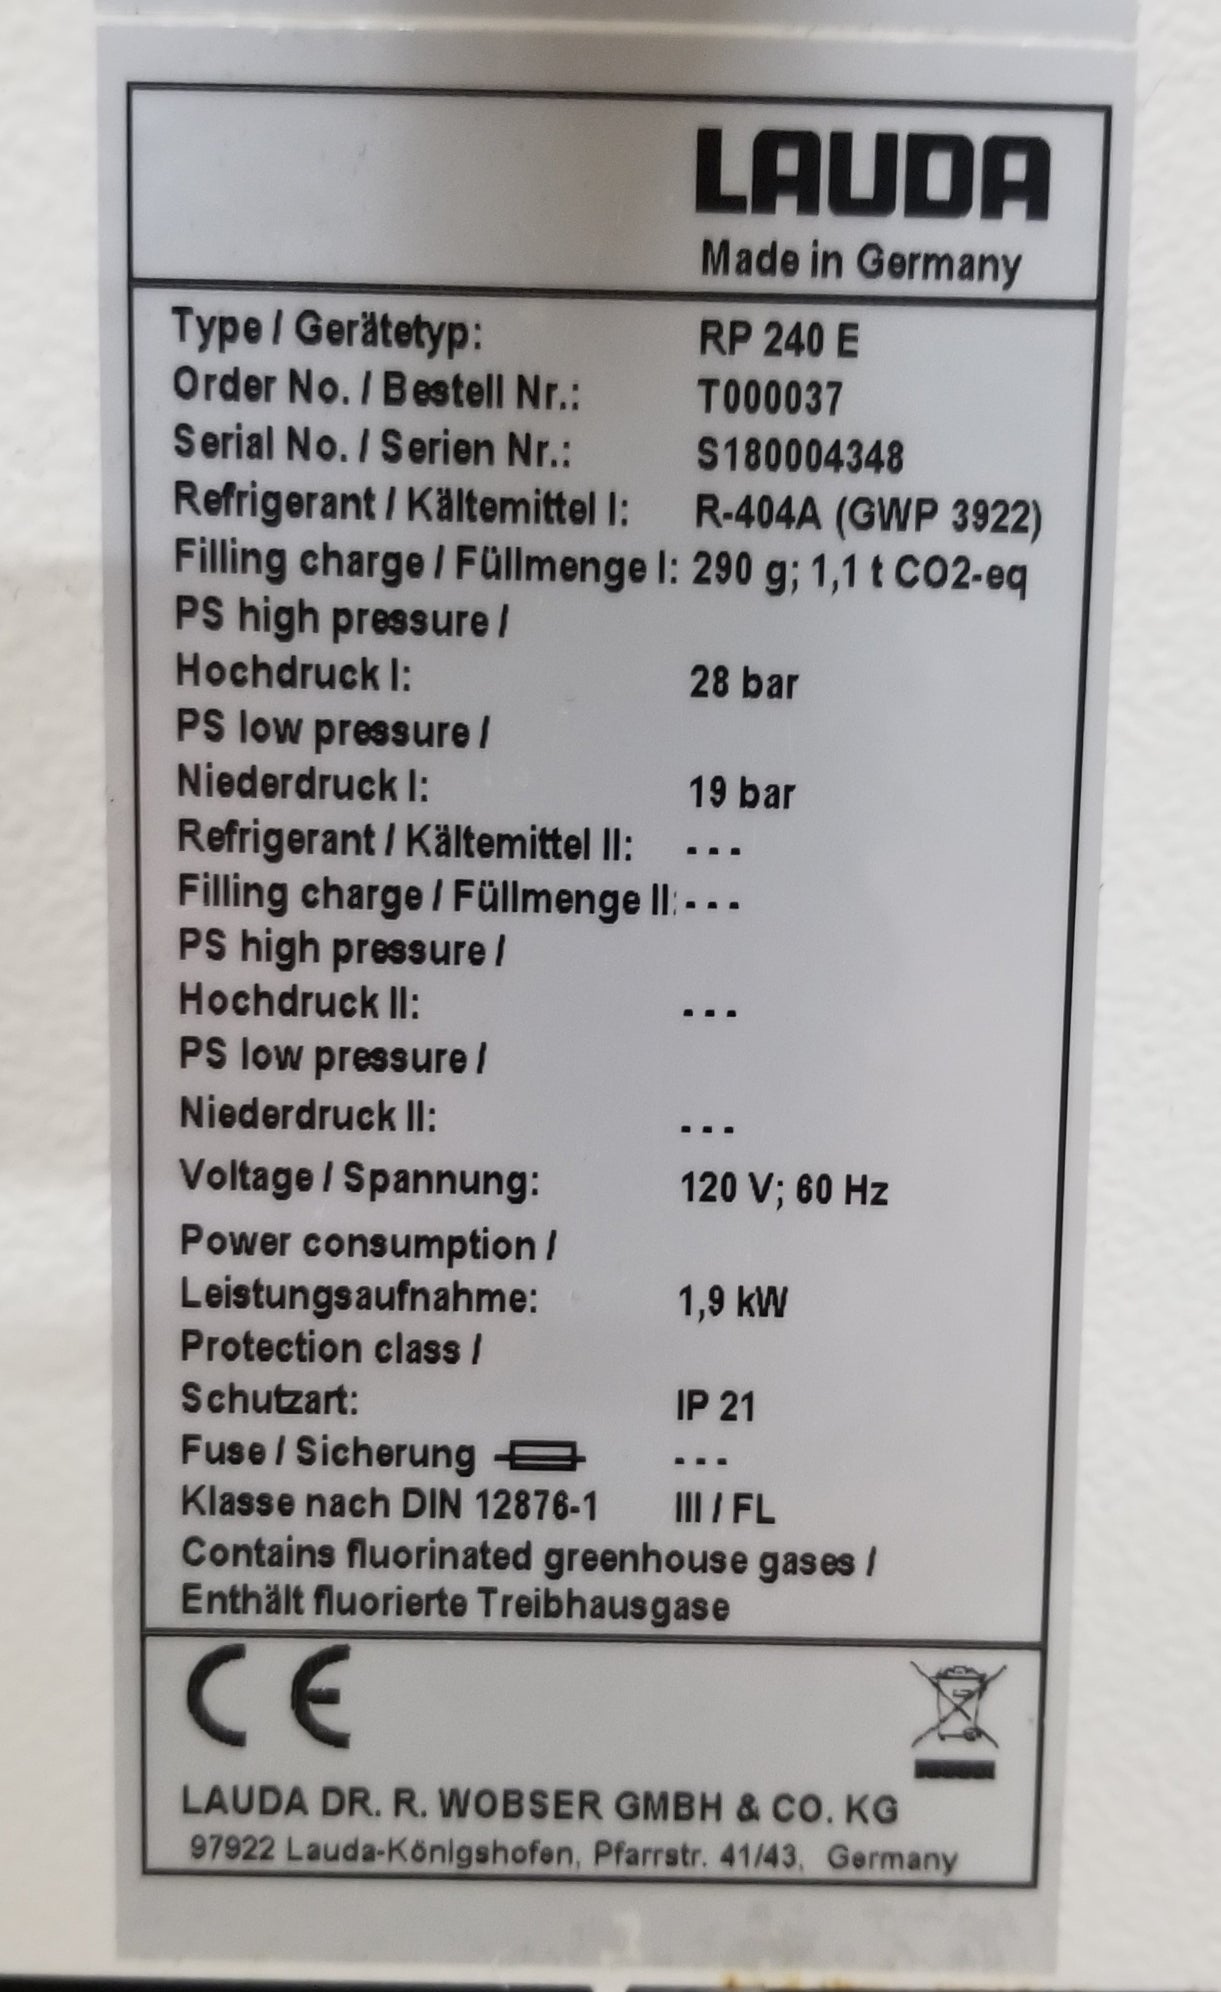 LAUDA
Made in Germany
Type / Gerätetyp: RP 240 E
Order No. / Bestell Nr.: T000037
Serial No. / Serien Nr.: S180004348
Refrigerant / Kältemittel I: R-404A (GWP 3922)
Filling charge / Füllmenge I: 290 g; 1,1 t CO2-eq
PS high pressure /
Hochdruck I: 28 bar
PS low pressure /
Niederdruck I: 19 bar
Refrigerant / Kältemittel II: ---
Filling charge / Füllmenge II: ---
PS high pressure /
Hochdruck II: ---
PS low pressure /
Niederdruck II: ---
Voltage / Spannung: 120 V; 60 Hz
Power consumption /
Leistungsaufnahme: 1,9 kW
Protection class /
Schutzart: IP 21
Fuse / Sicherung ---
Klasse nach DIN 12876-1 III / FL
Contains fluorinated greenhouse gases /
Enthält fluorierte Treibhausgase
CE
LAUDA DR. R. WOBSER GMBH & CO. KG
97922 Lauda-Königshofen, Pfarrstr. 41/43, Germany